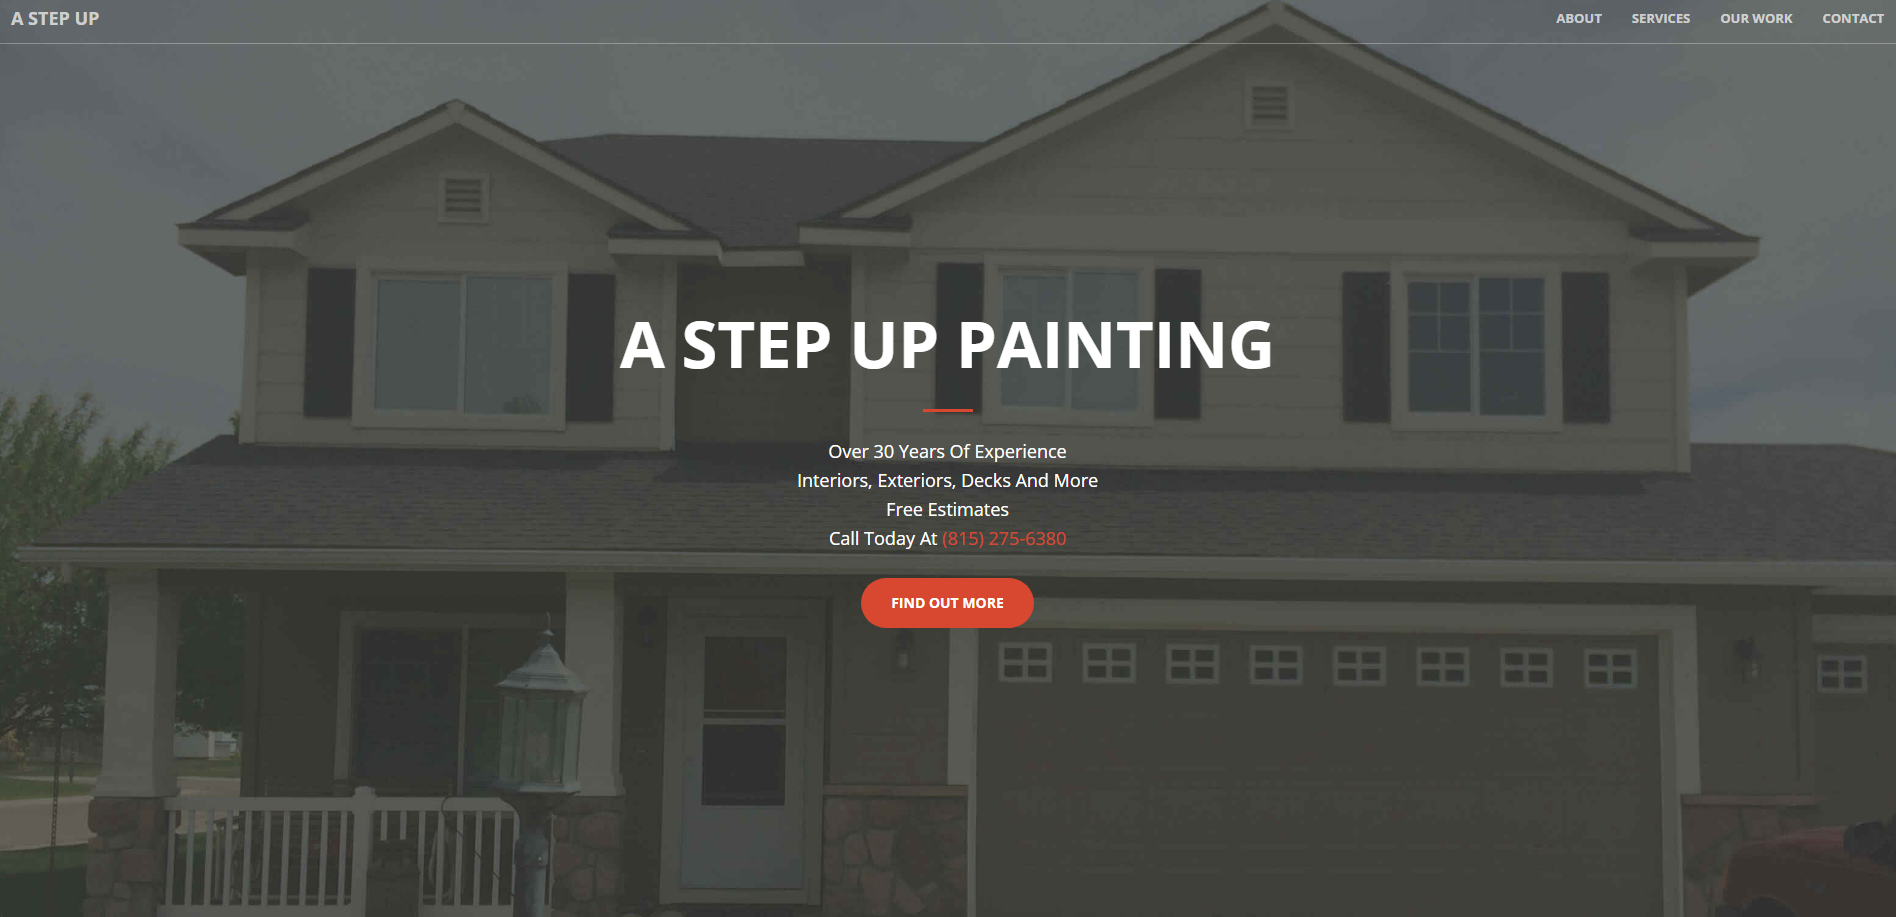 A STEP UP
ABOUT SERVICES OUR WORK CONTACT
A STEP UP PAINTING
Over 30 Years Of Experience
Interiors, Exteriors, Decks And More
Free Estimates
Call Today At (815) 275-6380
FIND OUT MORE